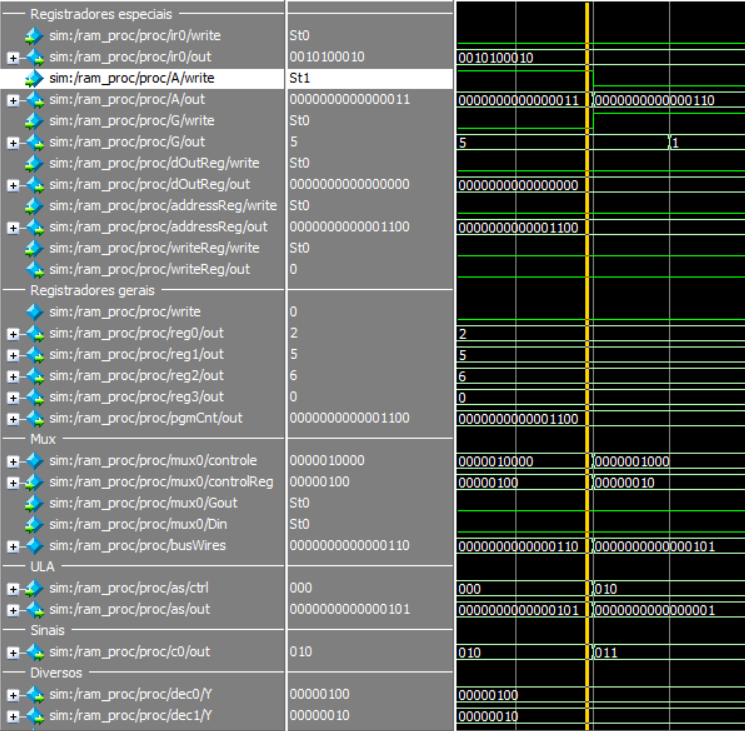 Registradores especiais
sim:/ram_proc/proc/ir0/write St0
sim:/ram_proc/proc/ir0/out 0010100010 0010100010
sim:/ram_proc/proc/A/write St1
sim:/ram_proc/proc/A/out 0000000000000011 0000000000000011 0000000000000110
sim:/ram_proc/proc/G/write St0
sim:/ram_proc/proc/G/out 5 5 1
sim:/ram_proc/proc/dOutReg/write St0
sim:/ram_proc/proc/dOutReg/out 0000000000000000 0000000000000000
sim:/ram_proc/proc/addressReg/write St0
sim:/ram_proc/proc/addressReg/out 0000000000001100 0000000000001100
sim:/ram_proc/proc/writeReg/write St0
sim:/ram_proc/proc/writeReg/out 0
Registradores gerais
sim:/ram_proc/proc/write 0
sim:/ram_proc/proc/reg0/out 2 2
sim:/ram_proc/proc/reg1/out 5 5
sim:/ram_proc/proc/reg2/out 6 6
sim:/ram_proc/proc/reg3/out 0 0
sim:/ram_proc/proc/pgmCnt/out 0000000000001100 0000000000001100
Mux
sim:/ram_proc/proc/mux0/controle 0000010000 0000010000 0000001000
sim:/ram_proc/proc/mux0/controlReg 00000100 00000100 00000010
sim:/ram_proc/proc/mux0/Gout St0
sim:/ram_proc/proc/mux0/Din St0
sim:/ram_proc/proc/busWires 0000000000000110 0000000000000110 0000000000000101
ULA
sim:/ram_proc/proc/as/ctrl 000 000 010
sim:/ram_proc/proc/as/out 0000000000000101 0000000000000101 0000000000000001
Sinais
sim:/ram_proc/proc/c0/out 010 010 011
Diversos
sim:/ram_proc/proc/dec0/Y 00000100 00000100
sim:/ram_proc/proc/dec1/Y 00000010 00000010